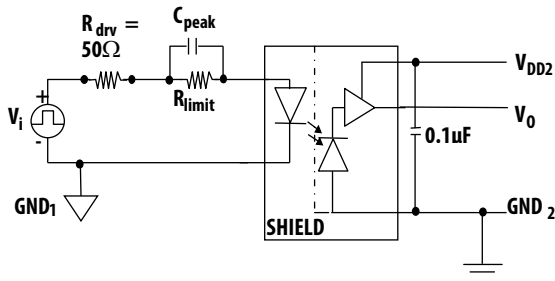 R drv =
50Ω
C peak
R limit
+
V i
-
GND 1
SHIELD
V DD2
V O
0.1uF
GND 2